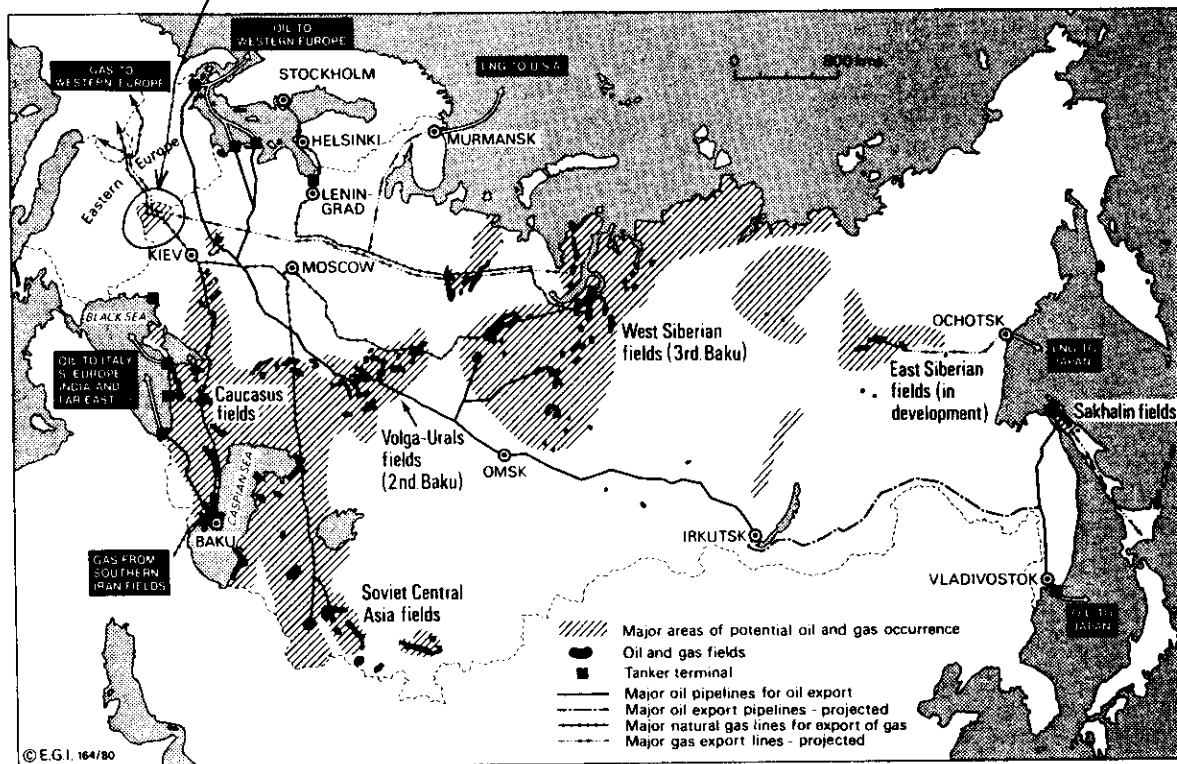 OIL TO
WESTERN EUROPE
GAS TO
WESTERN EUROPE
STOCKHOLM
LNG TO U.S.A.
0 800 kms.
HELSINKI
MURMANSK
Eastern Europe
LENIN-
GRAD
KIEV
MOSCOW
BLACK SEA
West Siberian
fields (3rd. Baku)
OCHOTSK
LNG TO
JAPAN
OIL TO ITALY
S. EUROPE
INDIA AND
FAR EAST
Caucasus
fields
East Siberian
fields (in
development)
Sakhalin fields
Volga-Urals
fields
(2nd. Baku)
OMSK
CASPIAN SEA
BAKU
IRKUTSK
GAS FROM
SOUTHERN
IRAN FIELDS
VLADIVOSTOK
TO
JAPAN
Soviet Central
Asia fields
Major areas of potential oil and gas occurrence
Oil and gas fields
Tanker terminal
Major oil pipelines for oil export
Major oil export pipelines - projected
Major natural gas lines for export of gas
Major gas export lines - projected
© E.G.I. 164/80